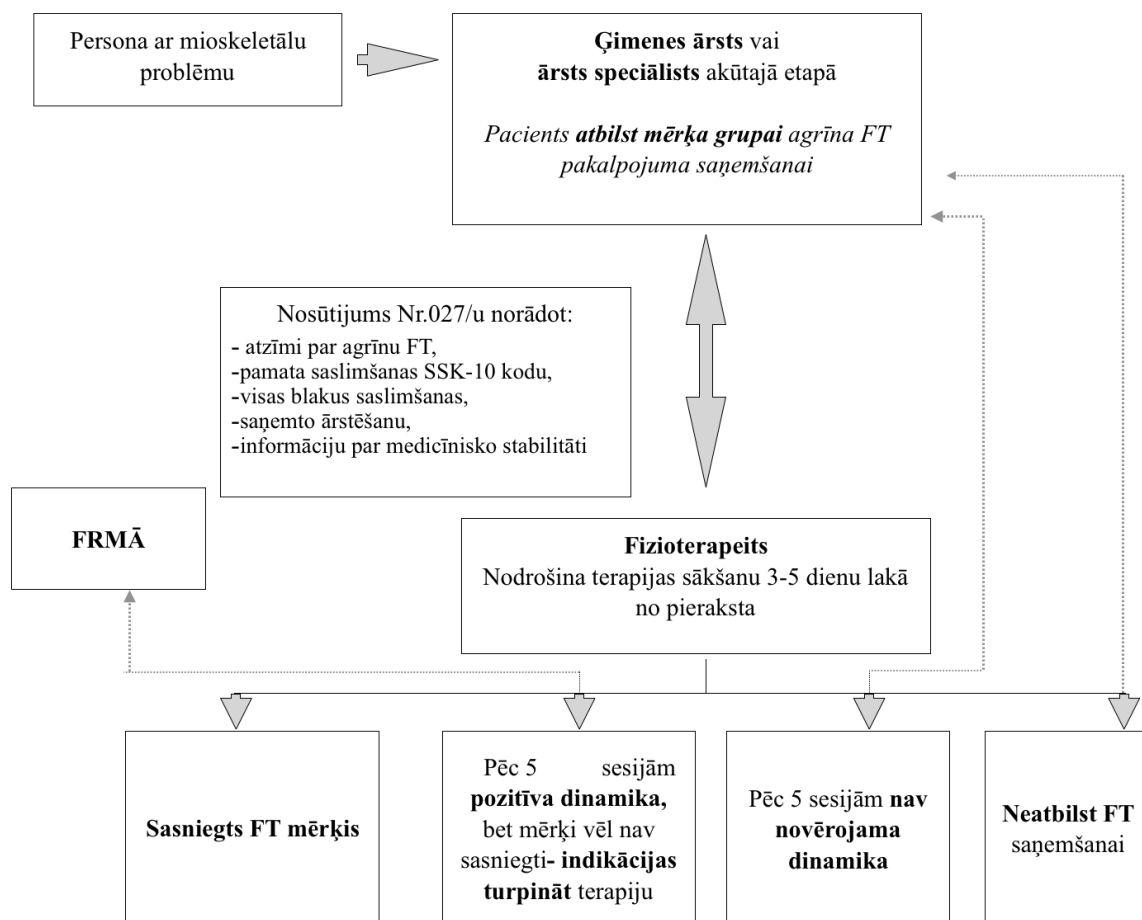 Persona ar mioskeletālu
problēmu
Ģimenes ārsts vai
ārsts speciālists akūtajā etapā
Pacients atbilst mērķa grupai agrīna FT
pakalpojuma saņemšanai
Nosūtijums Nr.027/u norādot:
- atzīmi par agrīnu FT,
-pamata saslimšanas SSK-10 kodu,
-visas blakus saslimšanas,
-saņemto ārstēšanu,
-informāciju par medicīnisko stabilitāti
FRMĀ
Fizioterapeits
Nodrošina terapijas sākšanu 3-5 dienu lakā
no pieraksta
Sasniegts FT mērķis
Pēc 5 sesijām
pozitīva dinamika,
bet mērķi vēl nav
sasniegti- indikācijas
turpināt terapiju
Pēc 5 sesijām nav
novērojama
dinamika
Neatbilst FT
saņemšanai